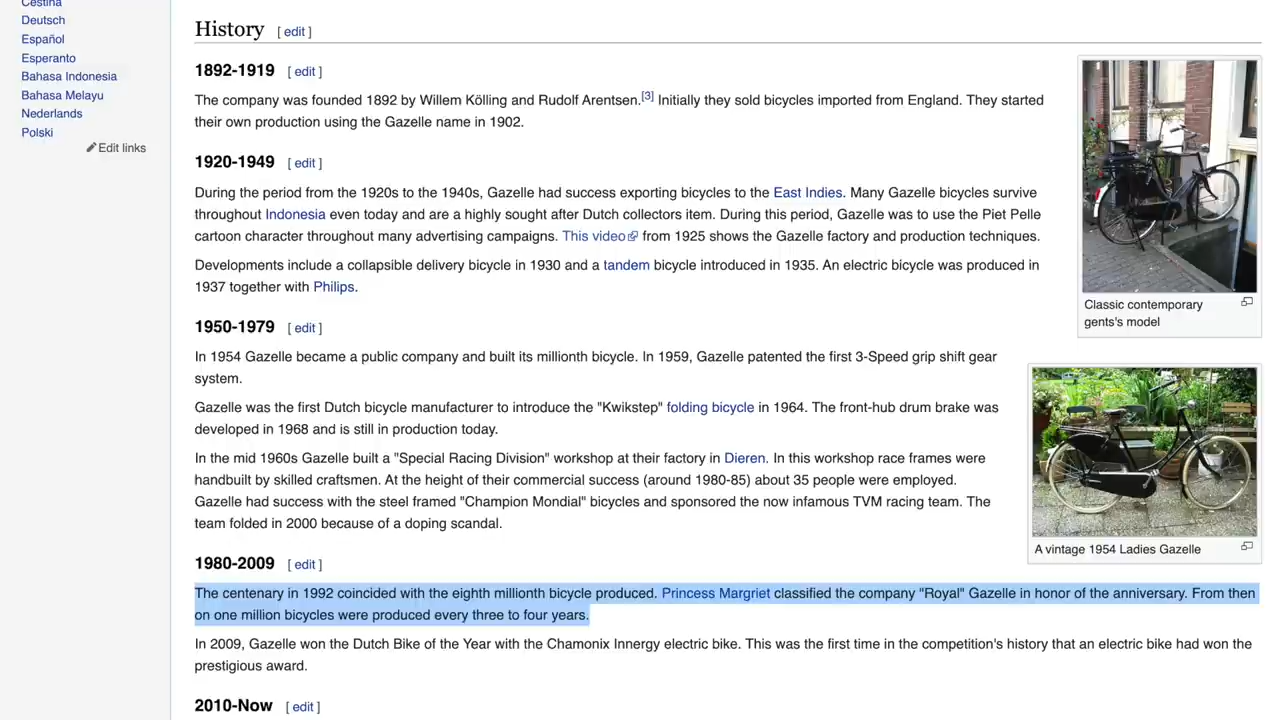 Čeština
Deutsch
Español
Esperanto
Bahasa Indonesia
Bahasa Melayu
Nederlands
Polski
Edit links
History [ edit ]
1892-1919 [ edit ]
The company was founded 1892 by Willem Kölling and Rudolf Arentsen.[3] Initially they sold bicycles imported from England. They started
their own production using the Gazelle name in 1902.
1920-1949 [ edit ]
During the period from the 1920s to the 1940s, Gazelle had success exporting bicycles to the East Indies. Many Gazelle bicycles survive
throughout Indonesia even today and are a highly sought after Dutch collectors item. During this period, Gazelle was to use the Piet Pelle
cartoon character throughout many advertising campaigns. This video from 1925 shows the Gazelle factory and production techniques.
Developments include a collapsible delivery bicycle in 1930 and a tandem bicycle introduced in 1935. An electric bicycle was produced in
1937 together with Philips.
Classic contemporary
gents's model
1950-1979 [ edit ]
In 1954 Gazelle became a public company and built its millionth bicycle. In 1959, Gazelle patented the first 3-Speed grip shift gear
system.
Gazelle was the first Dutch bicycle manufacturer to introduce the "Kwikstep" folding bicycle in 1964. The front-hub drum brake was
developed in 1968 and is still in production today.
In the mid 1960s Gazelle built a "Special Racing Division" workshop at their factory in Dieren. In this workshop race frames were
handbuilt by skilled craftsmen. At the height of their commercial success (around 1980-85) about 35 people were employed.
Gazelle had success with the steel framed "Champion Mondial" bicycles and sponsored the now infamous TVM racing team. The
team folded in 2000 because of a doping scandal.
A vintage 1954 Ladies Gazelle
1980-2009 [ edit ]
The centenary in 1992 coincided with the eighth millionth bicycle produced. Princess Margriet classified the company "Royal" Gazelle in honor of the anniversary. From then
on one million bicycles were produced every three to four years.
In 2009, Gazelle won the Dutch Bike of the Year with the Chamonix Innergy electric bike. This was the first time in the competition's history that an electric bike had won the
prestigious award.
2010-Now [ edit ]